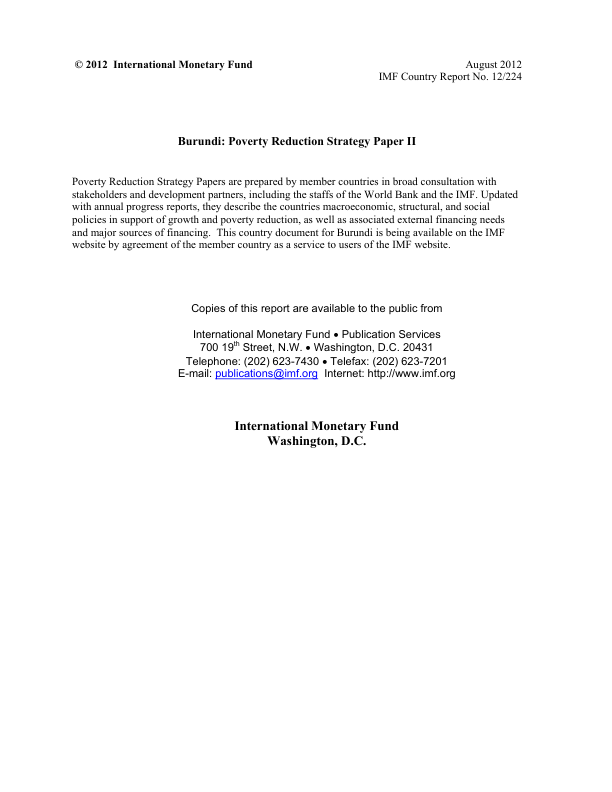 © 2012 International Monetary Fund
August 2012
IMF Country Report No. 12/224
Burundi: Poverty Reduction Strategy Paper II
Poverty Reduction Strategy Papers are prepared by member countries in broad consultation with
stakeholders and development partners, including the staffs of the World Bank and the IMF. Updated
with annual progress reports, they describe the countries macroeconomic, structural, and social
policies in support of growth and poverty reduction, as well as associated external financing needs
and major sources of financing. This country document for Burundi is being available on the IMF
website by agreement of the member country as a service to users of the IMF website.
Copies of this report are available to the public from
International Monetary Fund • Publication Services
700 19th Street, N.W. • Washington, D.C. 20431
Telephone: (202) 623-7430 • Telefax: (202) 623-7201
E-mail: publications@imf.org Internet: http://www.imf.org
International Monetary Fund
Washington, D.C.